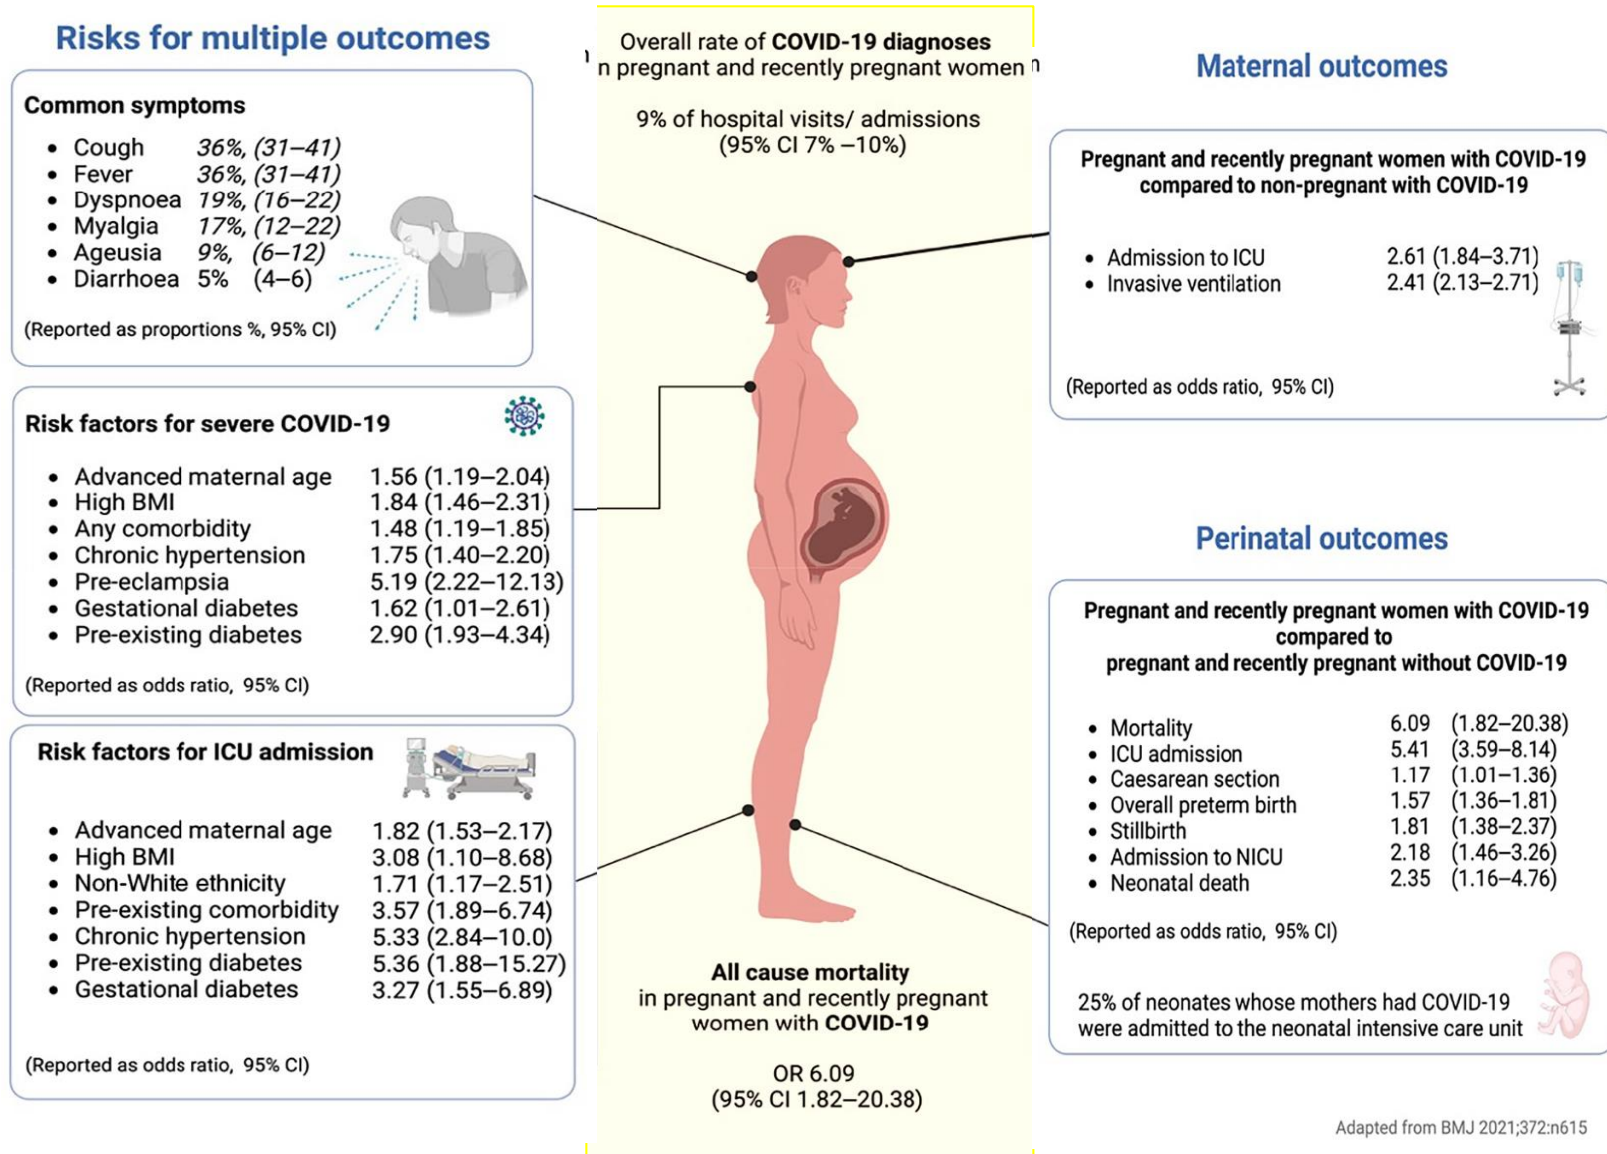 Risks for multiple outcomes
Common symptoms
• Cough 36%, (31–41)
• Fever 36%, (31–41)
• Dyspnoea 19%, (16–22)
• Myalgia 17%, (12–22)
• Ageusia 9%, (6–12)
• Diarrhoea 5% (4–6)
(Reported as proportions %, 95% CI)
Risk factors for severe COVID-19
• Advanced maternal age 1.56 (1.19–2.04)
• High BMI 1.84 (1.46–2.31)
• Any comorbidity 1.48 (1.19–1.85)
• Chronic hypertension 1.75 (1.40–2.20)
• Pre-eclampsia 5.19 (2.22–12.13)
• Gestational diabetes 1.62 (1.01–2.61)
• Pre-existing diabetes 2.90 (1.93–4.34)
(Reported as odds ratio, 95% CI)
Risk factors for ICU admission
• Advanced maternal age 1.82 (1.53–2.17)
• High BMI 3.08 (1.10–8.68)
• Non-White ethnicity 1.71 (1.17–2.51)
• Pre-existing comorbidity 3.57 (1.89–6.74)
• Chronic hypertension 5.33 (2.84–10.0)
• Pre-existing diabetes 5.36 (1.88–15.27)
• Gestational diabetes 3.27 (1.55–6.89)
(Reported as odds ratio, 95% CI)
Overall rate of COVID-19 diagnoses
n pregnant and recently pregnant women n
9% of hospital visits/ admissions
(95% CI 7% –10%)
All cause mortality
in pregnant and recently pregnant
women with COVID-19
OR 6.09
(95% CI 1.82–20.38)
Maternal outcomes
Pregnant and recently pregnant women with COVID-19
compared to non-pregnant with COVID-19
• Admission to ICU 2.61 (1.84–3.71)
• Invasive ventilation 2.41 (2.13–2.71)
(Reported as odds ratio, 95% CI)
Perinatal outcomes
Pregnant and recently pregnant women with COVID-19
compared to
pregnant and recently pregnant without COVID-19
• Mortality 6.09 (1.82–20.38)
• ICU admission 5.41 (3.59–8.14)
• Caesarean section 1.17 (1.01–1.36)
• Overall preterm birth 1.57 (1.36–1.81)
• Stillbirth 1.81 (1.38–2.37)
• Admission to NICU 2.18 (1.46–3.26)
• Neonatal death 2.35 (1.16–4.76)
(Reported as odds ratio, 95% CI)
25% of neonates whose mothers had COVID-19
were admitted to the neonatal intensive care unit
Adapted from BMJ 2021;372:n615